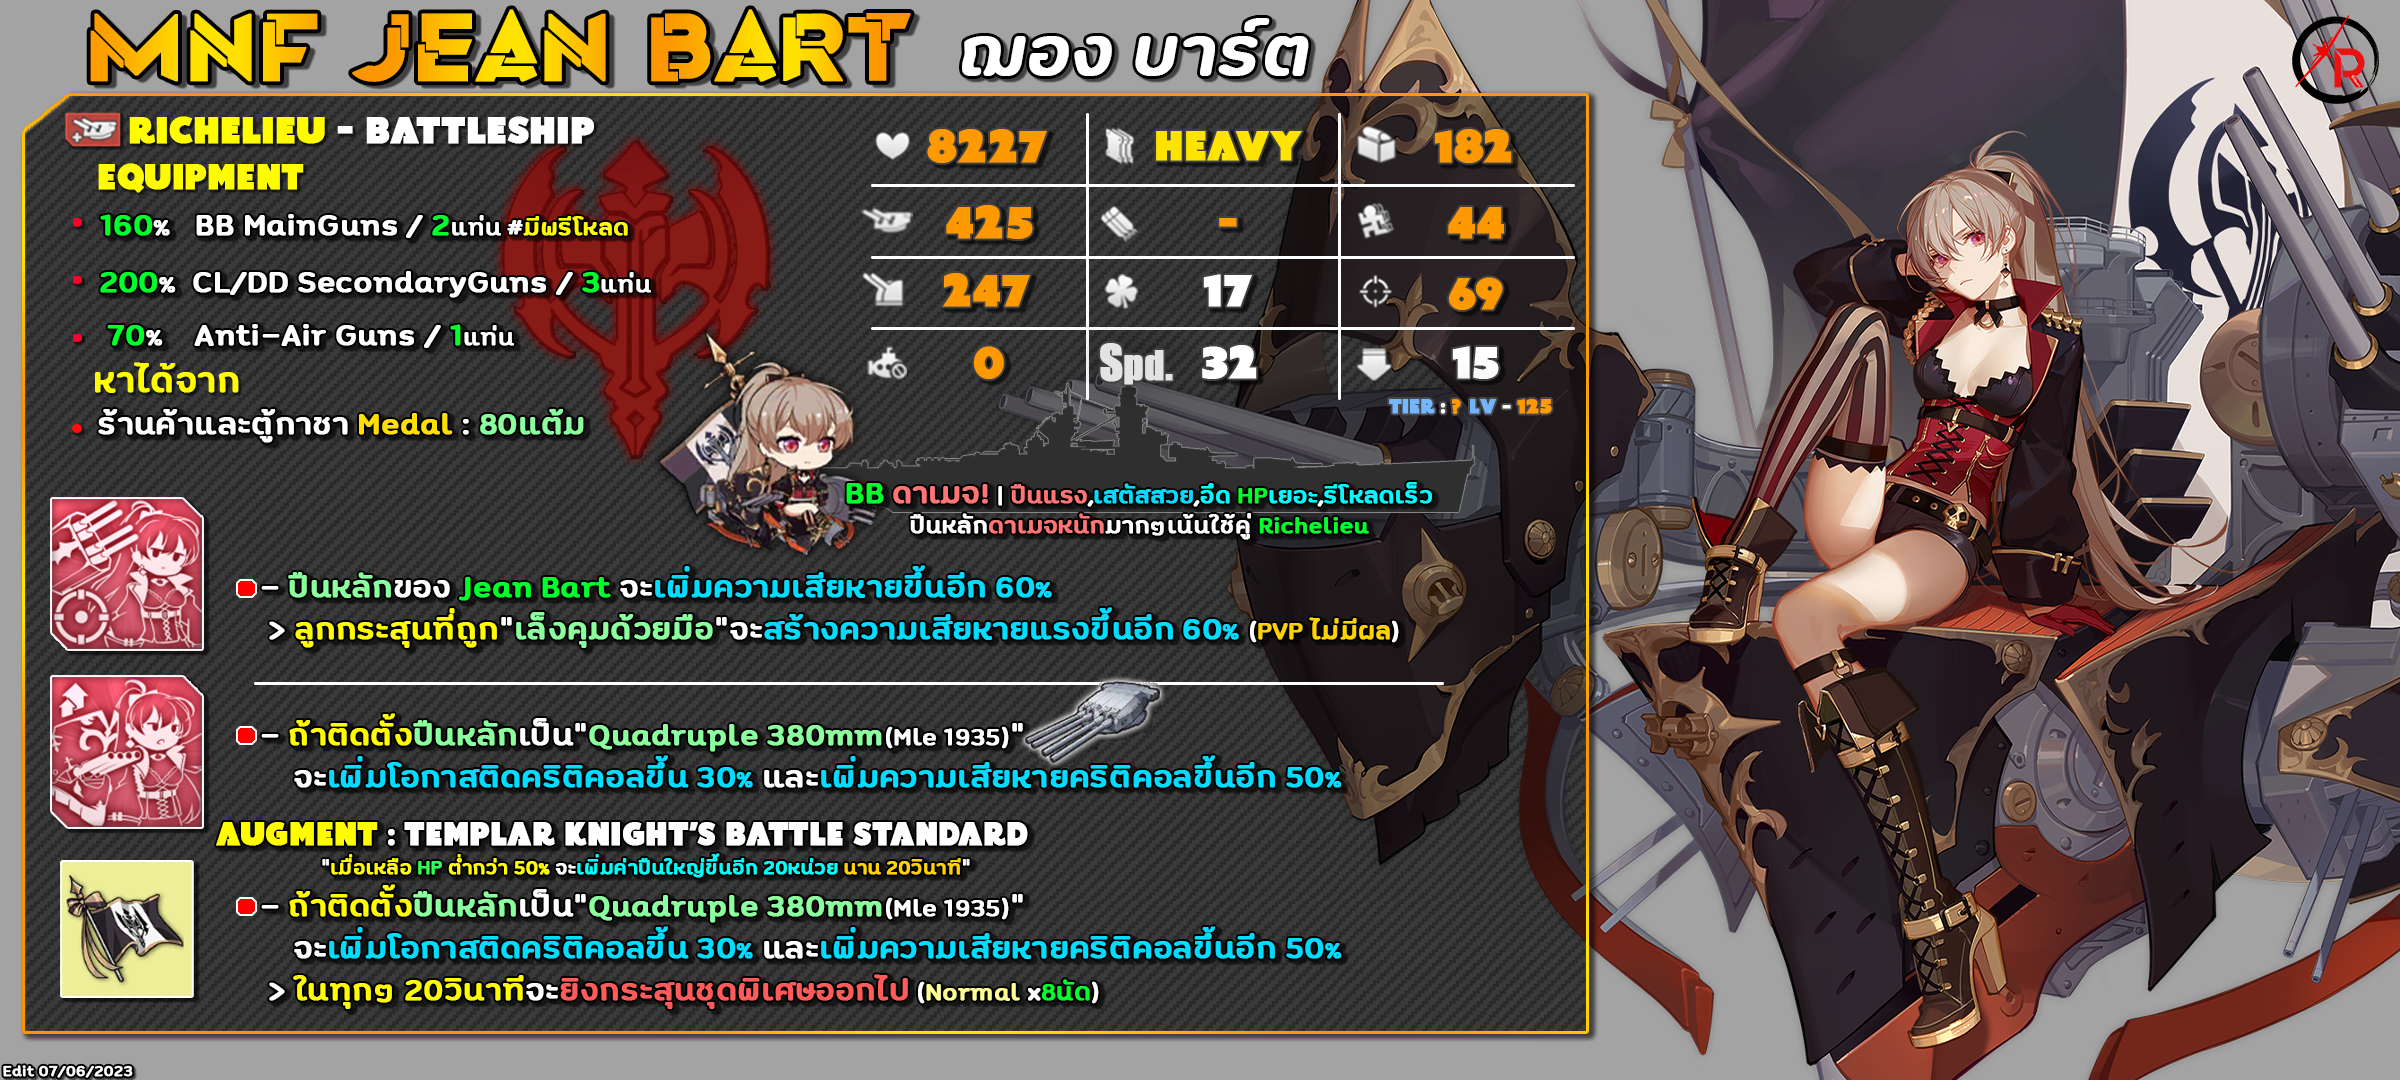 MNF JEAN BART ฌอง บาร์ต
R
RICHELIEU - BATTLESHIP
EQUIPMENT
160% BB MainGuns / 2แท่น #มีพรีโหลด
200% CL/DD SecondaryGuns / 3แท่น
70% Anti-Air Guns / 1แท่น
หาได้จาก
ร้านค้าและตู้กาชา Medal : 80แต้ม
8227 HEAVY 182
425 - 44
247 17 69
0 Spd. 32 15
TIER : ? LV - 125
BB ดาเมจ! | ปืนแรง,เสตัสสวย,อึด HPเยอะ,รีโหลดเร็ว
ปืนหลักดาเมจหนักมากๆเน้นใช้คู่ Richelieu
- ปืนหลักของ Jean Bart จะเพิ่มความเสียหายขึ้นอีก 60%
> ลูกกระสุนที่ถูก"เล็งคุมด้วยมือ"จะสร้างความเสียหายแรงขึ้นอีก 60% (PVP ไม่มีผล)
- ถ้าติดตั้งปืนหลักเป็น"Quadruple 380mm(Mle 1935)"
จะเพิ่มโอกาสติดคริติคอลขึ้น 30% และเพิ่มความเสียหายคริติคอลขึ้นอีก 50%
AUGMENT : TEMPLAR KNIGHT'S BATTLE STANDARD
"เมื่อเหลือ HP ต่ำกว่า 50% จะเพิ่มค่าปืนใหญ่ขึ้นอีก 20หน่วย นาน 20วินาที"
- ถ้าติดตั้งปืนหลักเป็น"Quadruple 380mm(Mle 1935)"
จะเพิ่มโอกาสติดคริติคอลขึ้น 30% และเพิ่มความเสียหายคริติคอลขึ้นอีก 50%
> ในทุกๆ 20วินาทีจะยิงกระสุนชุดพิเศษออกไป (Normal x8นัด)
Edit 07/06/2023